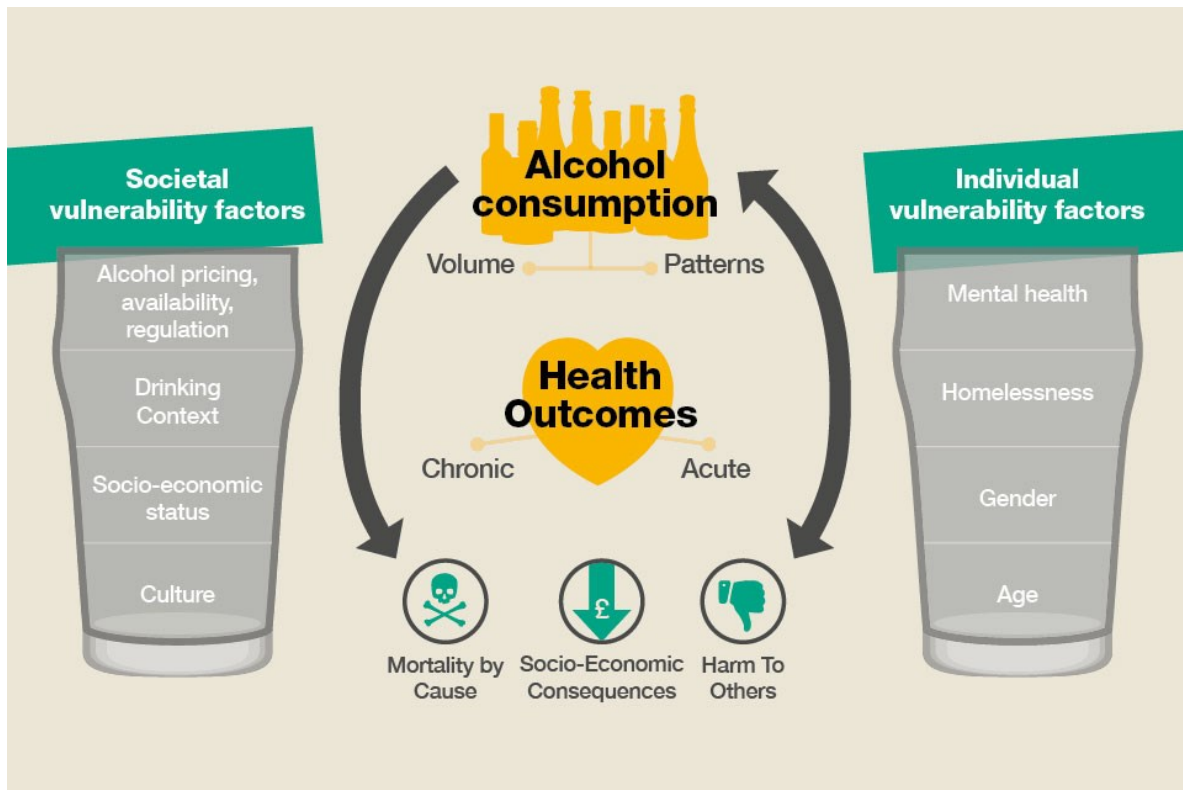 Societal
vulnerability factors
Alcohol pricing,
availability,
regulation
Drinking
Context
Socio-economic
status
Culture
Alcohol
consumption
Volume
Patterns
Health
Outcomes
Chronic
Acute
£
Mortality by
Cause
Socio-Economic
Consequences
Harm To
Others
Individual
vulnerability factors
Mental health
Homelessness
Gender
Age